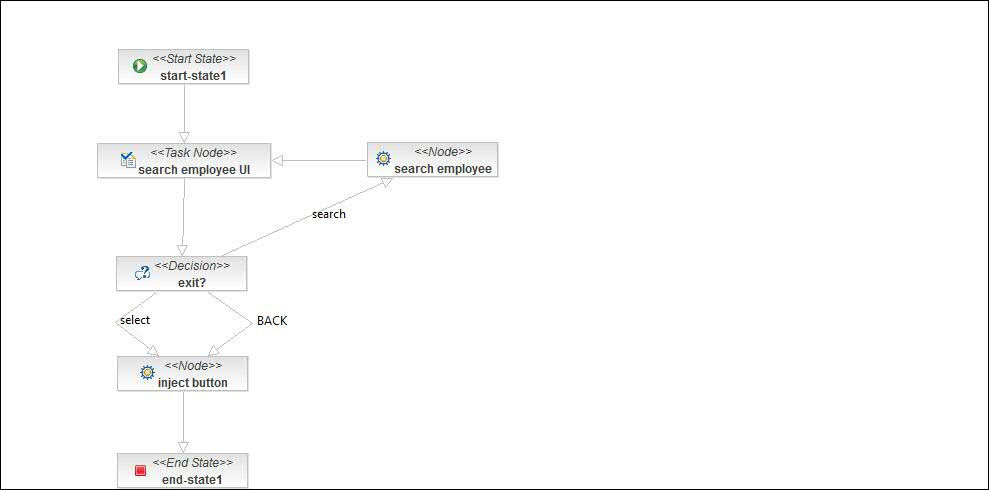 <<Start State>>
start-state1
<<Task Node>>
search employee UI
<<Node>>
search employee
search
<<Decision>>
exit?
select
BACK
<<Node>>
inject button
<<End State>>
end-state1